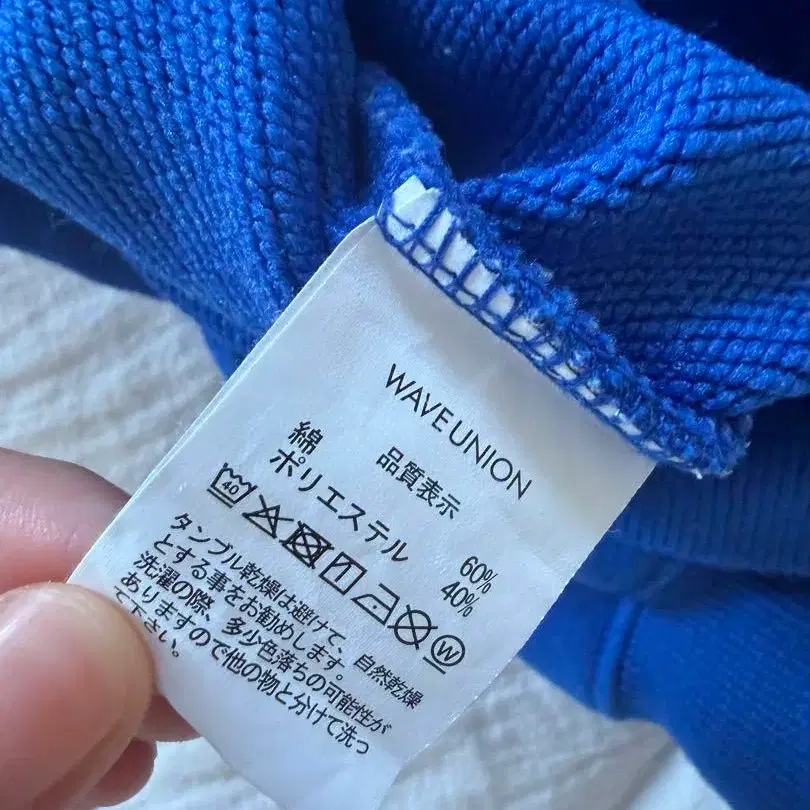 WAVE UNION
品質表示
綿 60%
ポリエステル 40%
40 W
タンブル乾燥は避けて、自然乾燥
とする事をお勧めします。
洗濯の際、多少色落ちの可能性が
ありますので他の物と分けて洗っ
て下さい。